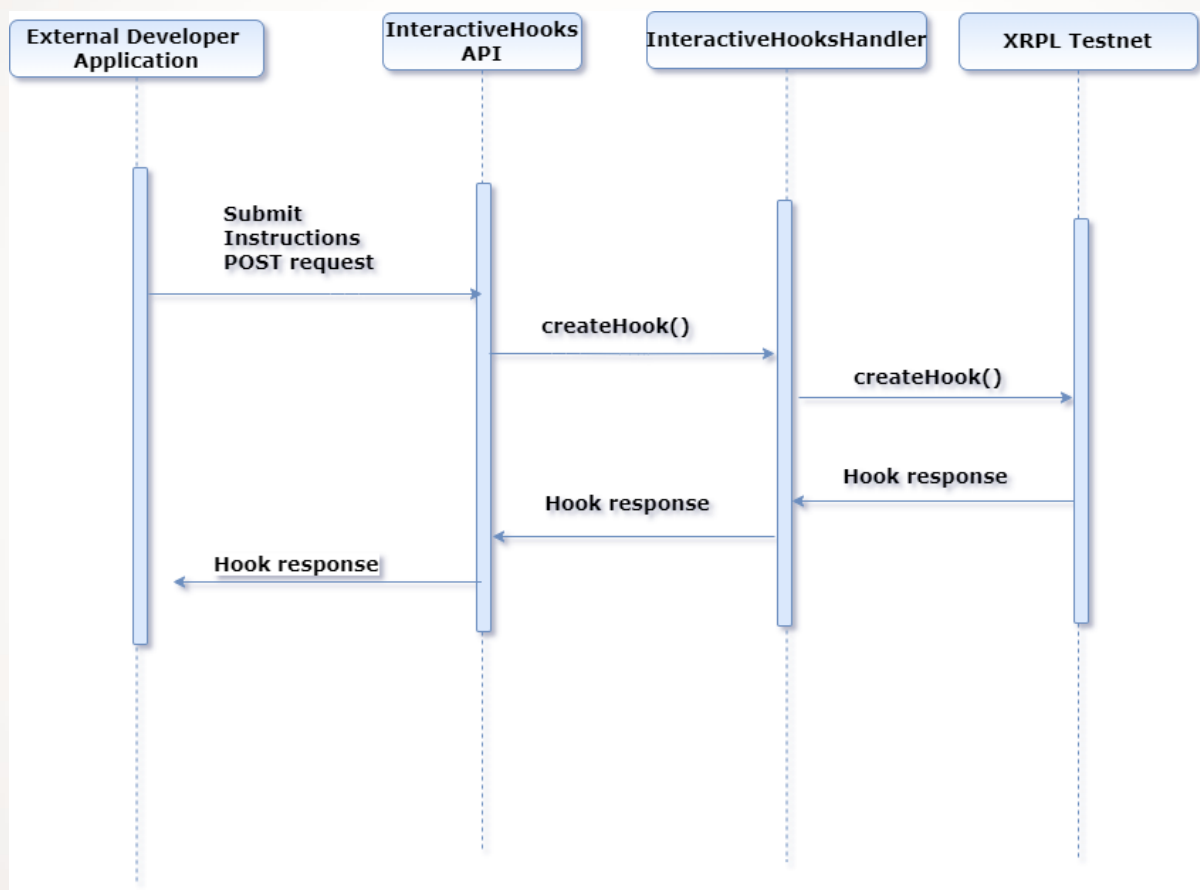 External Developer
Application
InteractiveHooks
API
InteractiveHooksHandler
XRPL Testnet
Submit
Instructions
POST request
createHook()
createHook()
Hook response
Hook response
Hook response